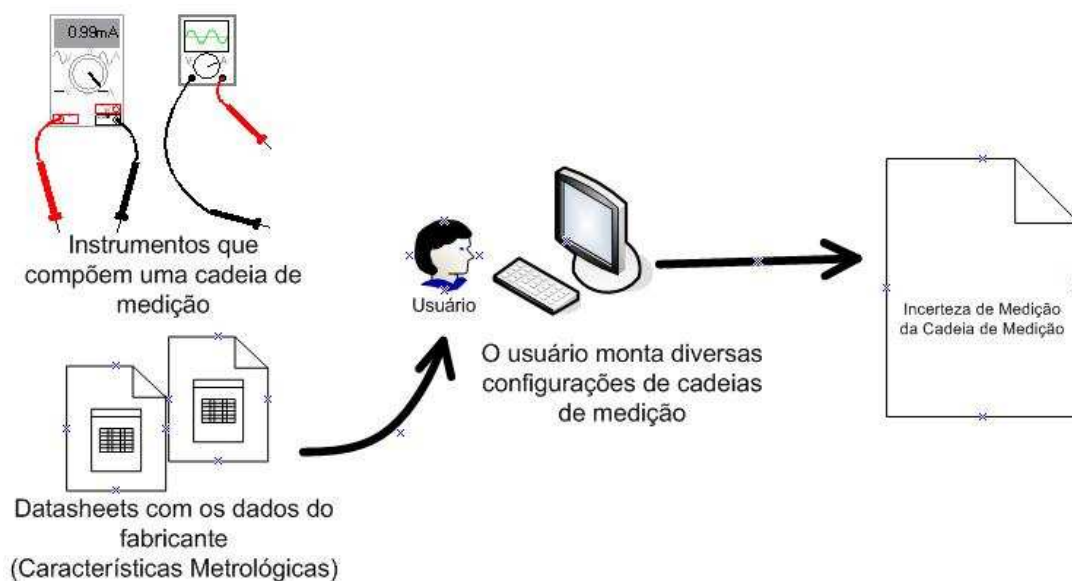 0.99mA
V A
Instrumentos que
compõem uma cadeia de
medição
Usuário
O usuário monta diversas
configurações de cadeias
de medição
Incerteza de Medição
da Cadeia de Medição
Datasheets com os dados do
fabricante
(Características Metrológicas)